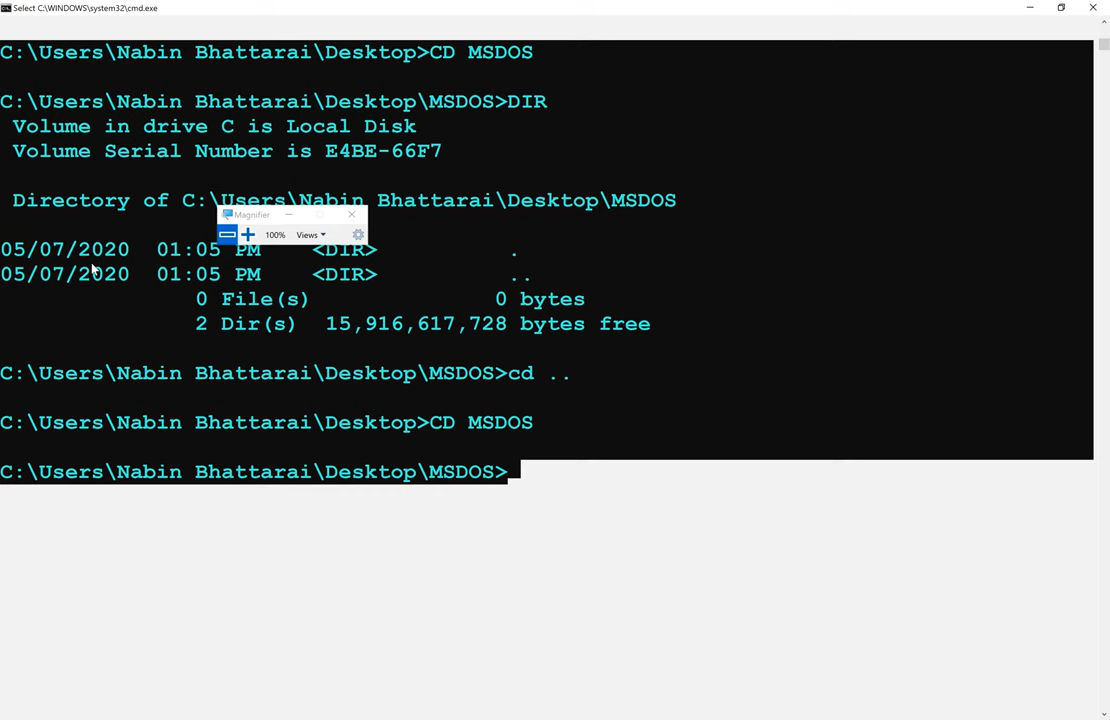 Select C:\WINDOWS\system32\cmd.exe
C:\Users\Nabin Bhattarai\Desktop>CD MSDOS
C:\Users\Nabin Bhattarai\Desktop\MSDOS>DIR
Volume in drive C is Local Disk
Volume Serial Number is E4BE-66F7
Directory of C:\Users\Nabin Bhattarai\Desktop\MSDOS
Magnifier
100% Views
05/07/2020 01:05 PM <DIR> .
05/07/2020 01:05 PM <DIR> ..
0 File(s) 0 bytes
2 Dir(s) 15,916,617,728 bytes free
C:\Users\Nabin Bhattarai\Desktop\MSDOS>cd ..
C:\Users\Nabin Bhattarai\Desktop>CD MSDOS
C:\Users\Nabin Bhattarai\Desktop\MSDOS>